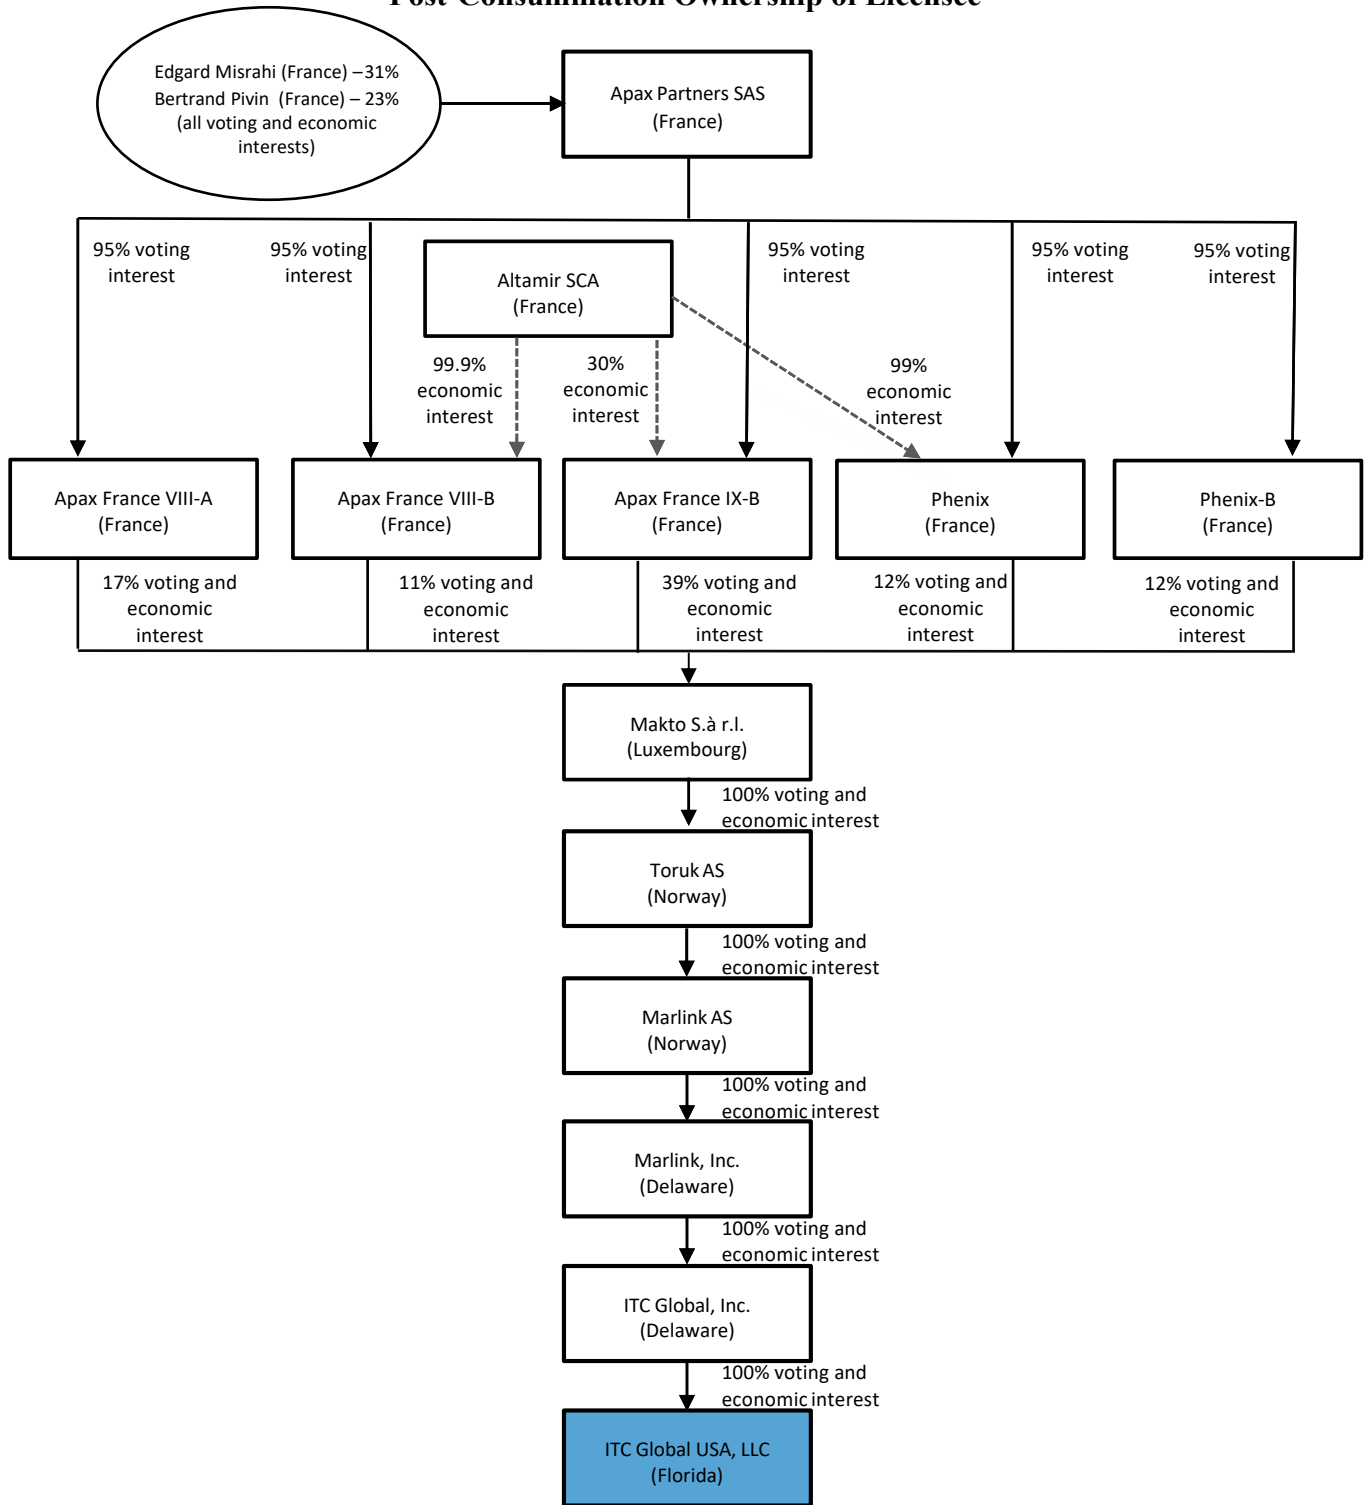 Post-Consummation Ownership of Licensee
Edgard Misrahi (France) – 31%
Bertrand Pivin (France) – 23%
(all voting and economic
interests)
Apax Partners SAS
(France)
95% voting
interest
95% voting
interest
Altamir SCA
(France)
95% voting
interest
95% voting
interest
95% voting
interest
99.9%
economic
interest
30%
economic
interest
99%
economic
interest
Apax France VIII-A
(France)
Apax France VIII-B
(France)
Apax France IX-B
(France)
Phenix
(France)
Phenix-B
(France)
17% voting and
economic
interest
11% voting and
economic
interest
39% voting and
economic
interest
12% voting and
economic
interest
12% voting and
economic
interest
Makto S.à r.l.
(Luxembourg)
100% voting and
economic interest
Toruk AS
(Norway)
100% voting and
economic interest
Marlink AS
(Norway)
100% voting and
economic interest
Marlink, Inc.
(Delaware)
100% voting and
economic interest
ITC Global, Inc.
(Delaware)
100% voting and
economic interest
ITC Global USA, LLC
(Florida)